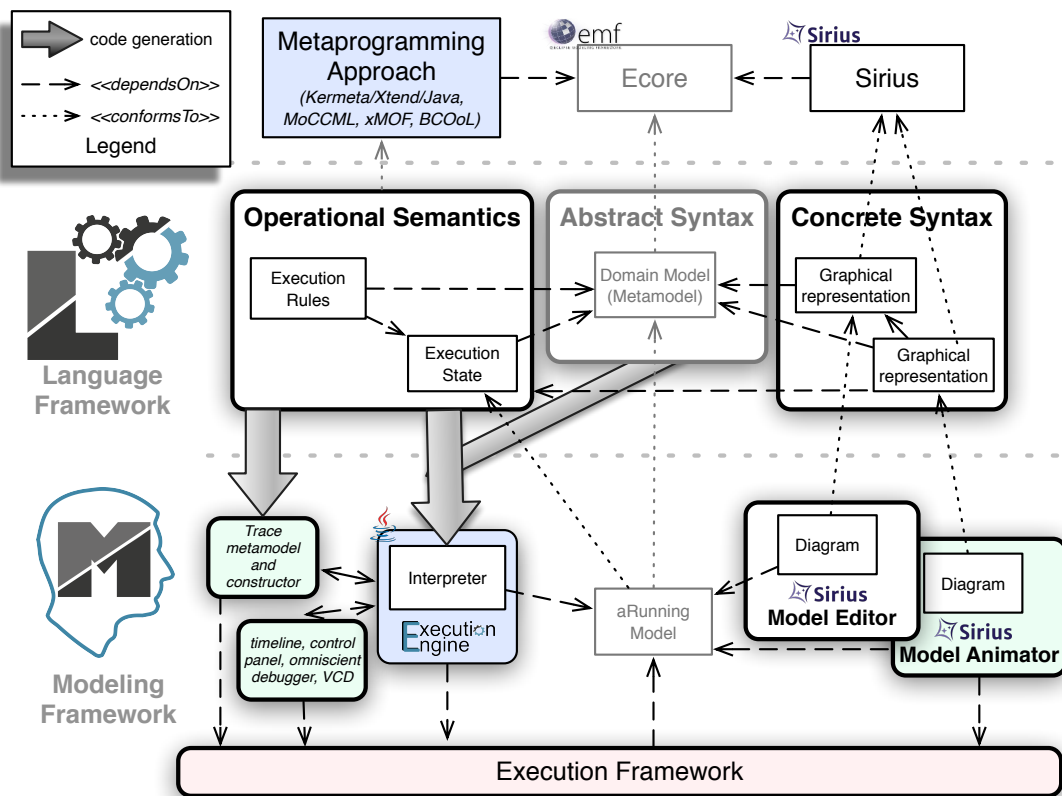 code generation
<<dependsOn>>
<<conformsTo>>
Legend
Metaprogramming
Approach
(Kermeta/Xtend/Java,
MoCCML, xMOF, BCOoL)
emf
Ecore
Sirius
Sirius
Operational Semantics
Abstract Syntax
Concrete Syntax
Execution
Rules
Execution
State
Domain Model
(Metamodel)
Graphical
representation
Graphical
representation
Language
Framework
Trace
metamodel
and
constructor
Interpreter
Execution
Engine
timeline, control
panel, omniscient
debugger, VCD
aRunning
Model
Diagram
Sirius
Model Editor
Diagram
Sirius
Model Animator
Modeling
Framework
Execution Framework